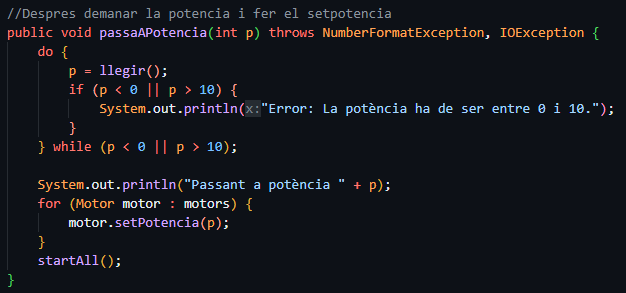 //Despres demanar la potencia i fer el setpotencia
public void passaAPotencia(int p) throws NumberFormatException, IOException {
    do {
        p = llegir();
        if (p < 0 || p > 10) {
            System.out.println(x:"Error: La potència ha de ser entre 0 i 10.");
        }
    } while (p < 0 || p > 10);

    System.out.println("Passant a potència " + p);
    for (Motor motor : motors) {
        motor.setPotencia(p);
    }
    startAll();
}